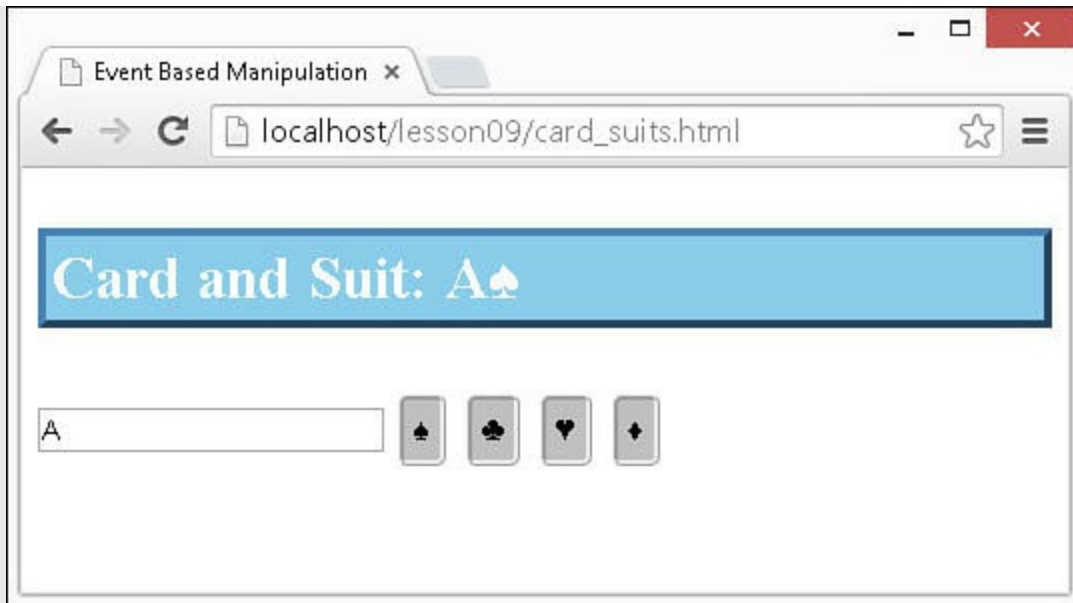 Event Based Manipulation
localhost/lesson09/card_suits.html
Card and Suit: A♠
A ♠ ♣ ♥ ♦